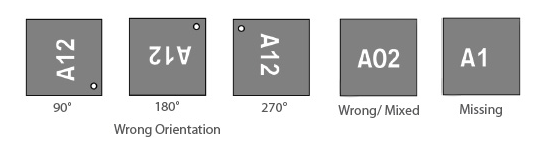 A12
A12
A12
A02
A1
90°
180°
270°
Wrong/ Mixed
Missing
Wrong Orientation